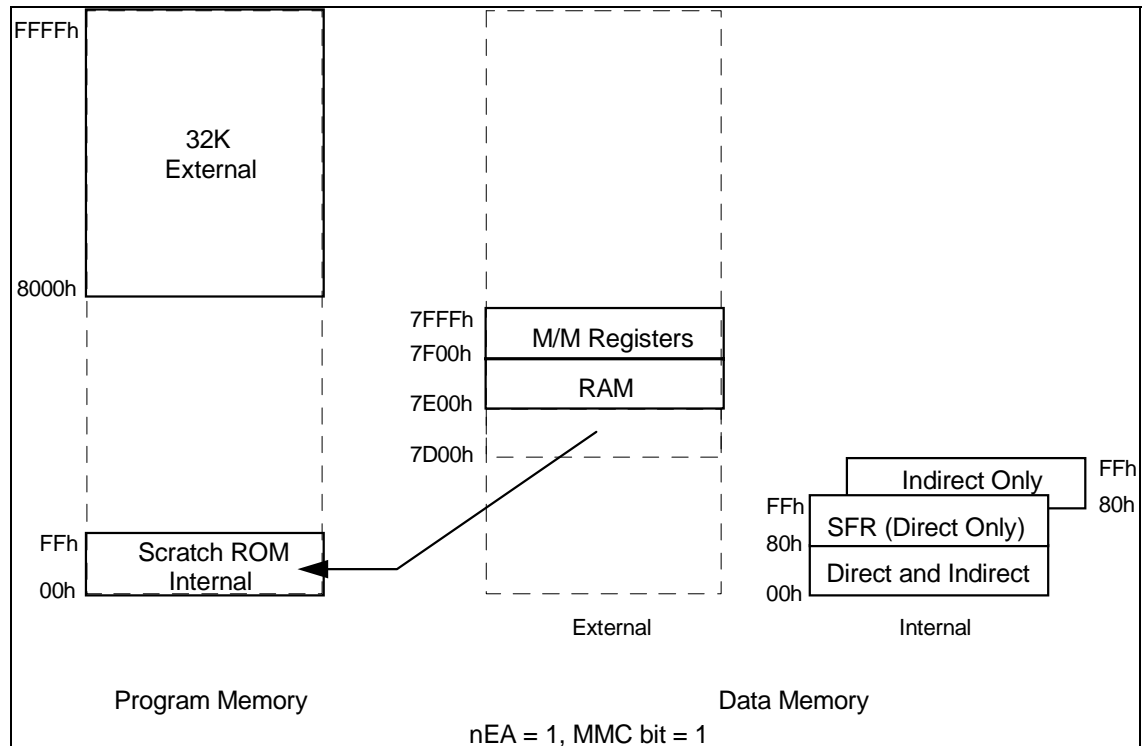 FFFFh
32K
External
8000h
FFh
Scratch ROM
Internal
00h
7FFFh
M/M Registers
7F00h
RAM
7E00h
7D00h
Indirect Only
FFh
80h
FFh
SFR (Direct Only)
80h
Direct and Indirect
00h
External
Internal
Program Memory
Data Memory
nEA = 1, MMC bit = 1